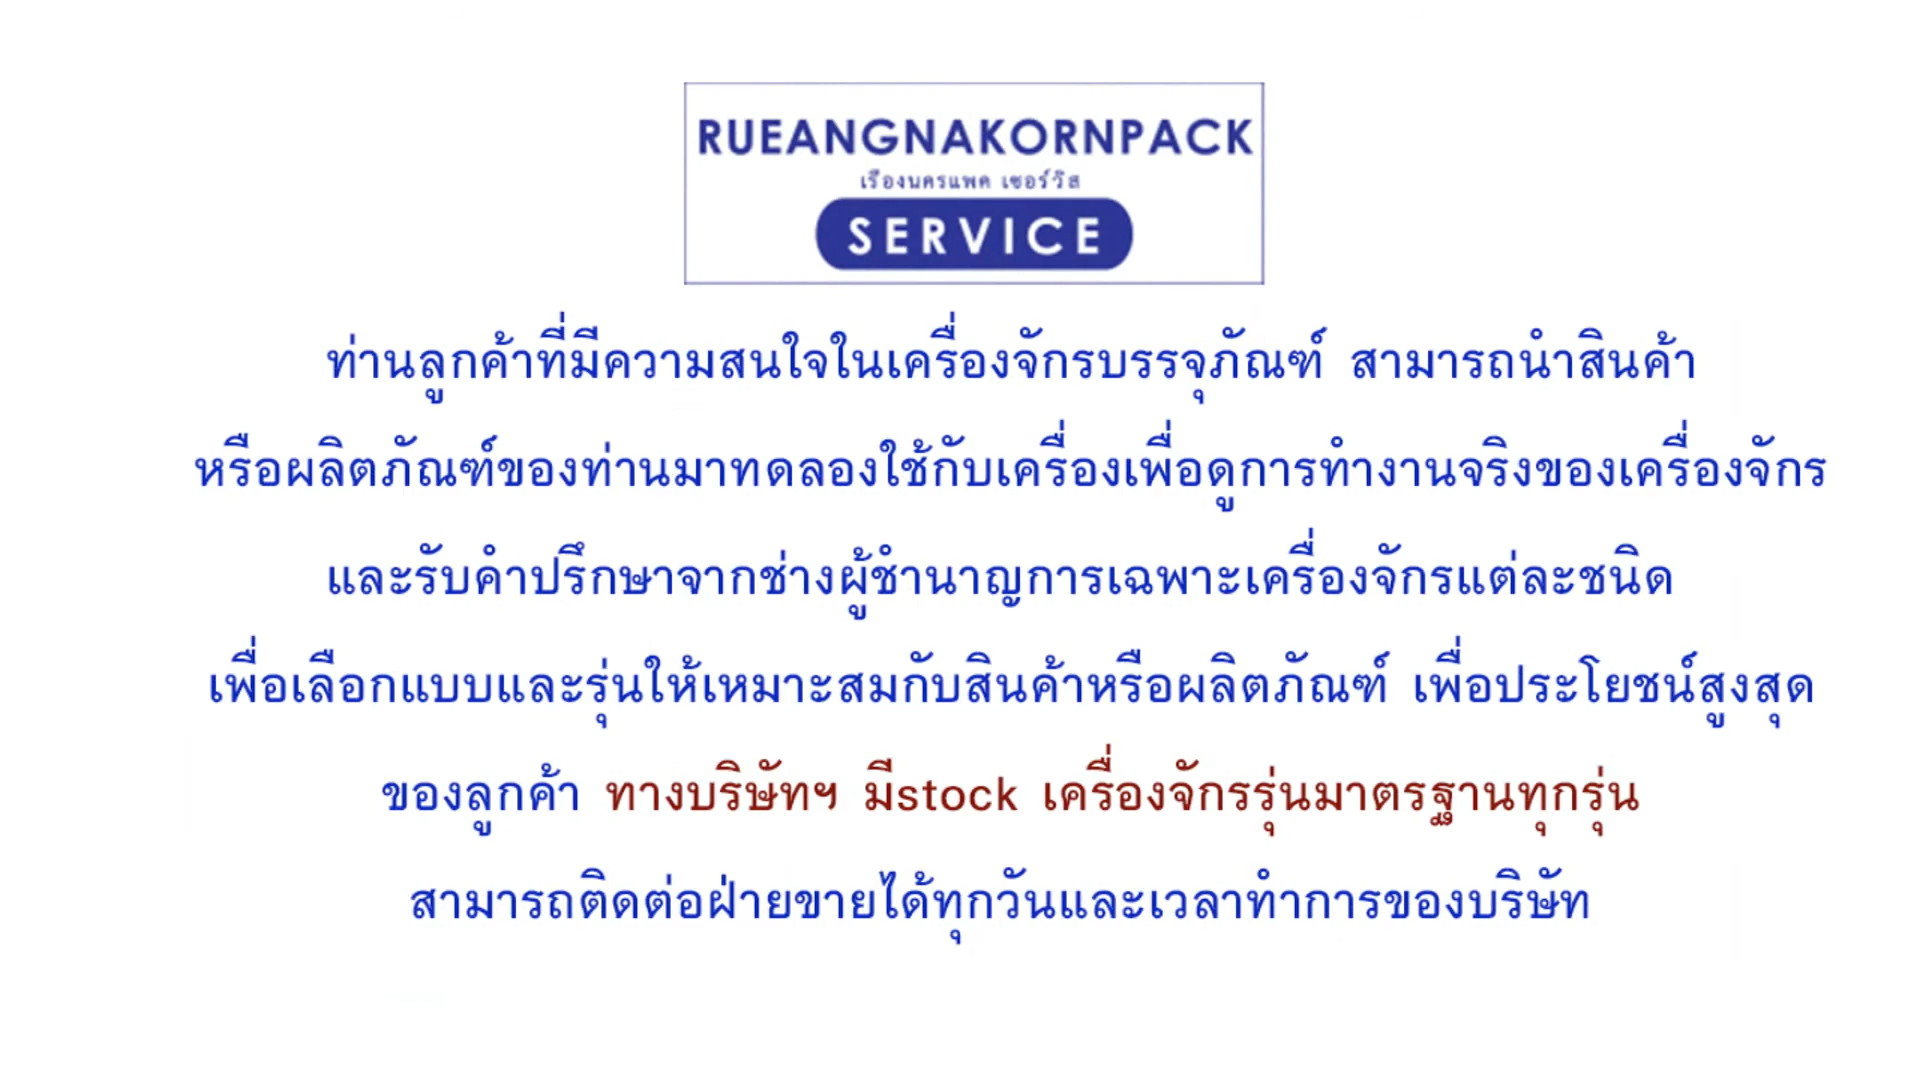 RUEANGNAKORNPACK
เรืองนครแพค เซอร์วิส
SERVICE
ท่านลูกค้าที่มีความสนใจในเครื่องจักรบรรจุภัณฑ์ สามารถนำสินค้า
หรือผลิตภัณฑ์ของท่านมาทดลองใช้กับเครื่องเพื่อดูการทำงานจริงของเครื่องจักร
และรับคำปรึกษาจากช่างผู้ชำนาญการเฉพาะเครื่องจักรแต่ละชนิด
เพื่อเลือกแบบและรุ่นให้เหมาะสมกับสินค้าหรือผลิตภัณฑ์ เพื่อประโยชน์สูงสุด
ของลูกค้า ทางบริษัทฯ มีstock เครื่องจักรรุ่นมาตรฐานทุกรุ่น
สามารถติดต่อฝ่ายขายได้ทุกวันและเวลาทำการของบริษัท